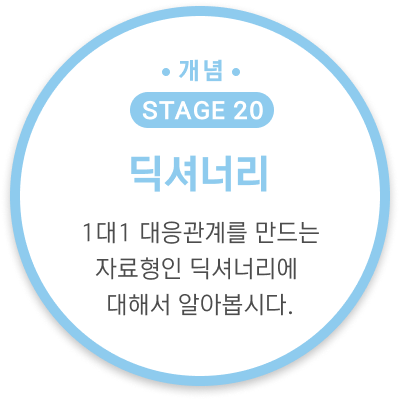 • 개념 •
STAGE 20
딕셔너리
1대1 대응관계를 만드는
자료형인 딕셔너리에
대해서 알아봅시다.